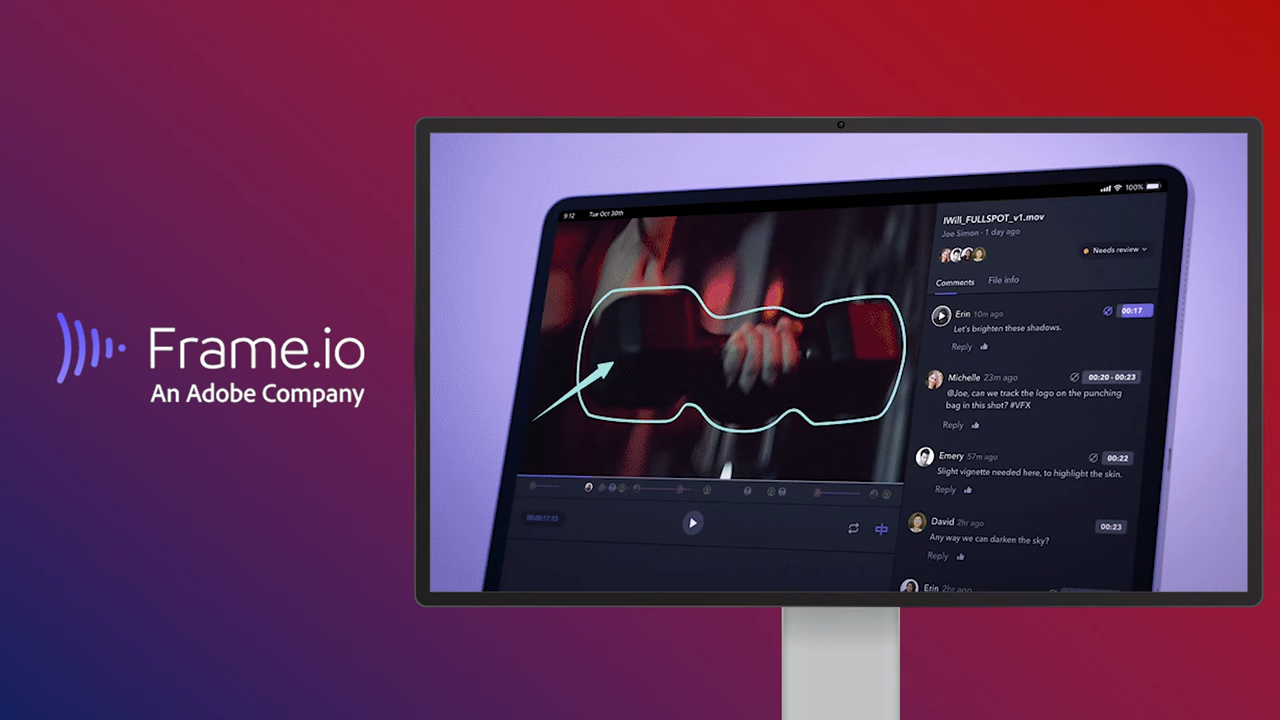 Frame.io
An Adobe Company
9:12 Tue Oct 30th
100%
IWill_FULLSPOT_v1.mov
Joe Simon · 1 day ago
Needs review
Comments File info
Erin 10m ago 00:17
Let's brighten these shadows.
Reply
Michelle 23m ago 00:20 - 00:23
@Joe, can we track the logo on the punching
bag in this shot? #VFX
Reply
Emery 57m ago 00:22
Slight vignette needed here, to highlight the skin.
Reply
David 2hr ago 00:23
Any way we can darken the sky?
Reply
Erin 2hr ago
00:00:17:13